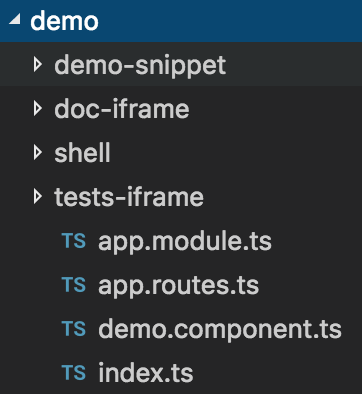 demo
demo-snippet
doc-iframe
shell
tests-iframe
TS app.module.ts
TS app.routes.ts
TS demo.component.ts
TS index.ts